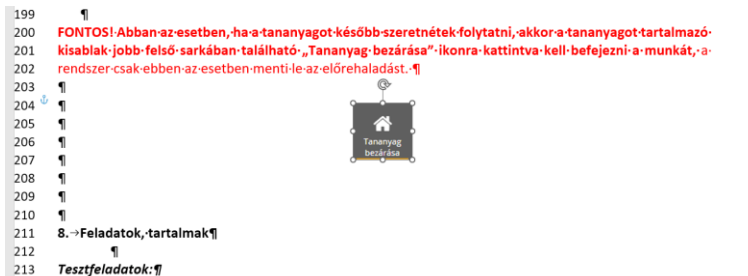 199 ¶
200 FONTOS! Abban az esetben, ha a tananyagot később szeretnétek folytatni, akkor a tananyagot tartalmazó
201 kisablak jobb felső sarkában található „Tananyag bezárása” ikonra kattintva kell befejezni a munkát, a
202 rendszer csak ebben az esetben menti le az előrehaladást. ¶
203 ¶
204 ¶
205 ¶
206 ¶
Tananyag
bezárása
207 ¶
208 ¶
209 ¶
210 ¶
211 8.→Feladatok, tartalmak¶
212 ¶
213 Tesztfeladatok:¶